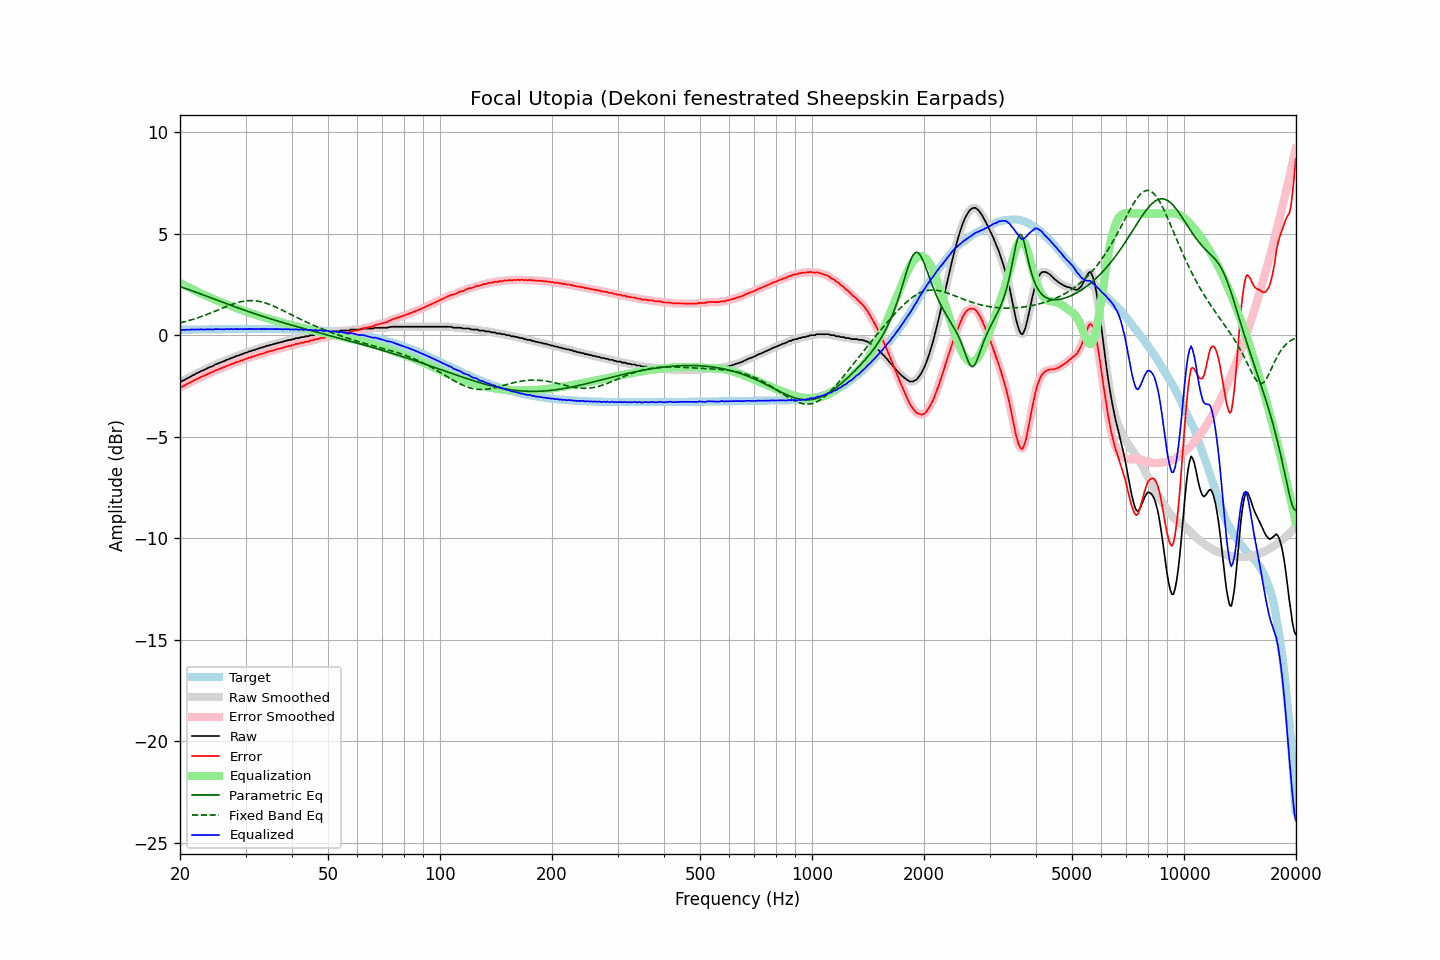 Focal Utopia (Dekoni fenestrated Sheepskin Earpads)
10
5
0
−5
−10
−15
−20
−25
Amplitude (dBr)
Target
Raw Smoothed
Error Smoothed
Raw
Error
Equalization
Parametric Eq
Fixed Band Eq
Equalized
20 50 100 200 500 1000 2000 5000 10000 20000
Frequency (Hz)